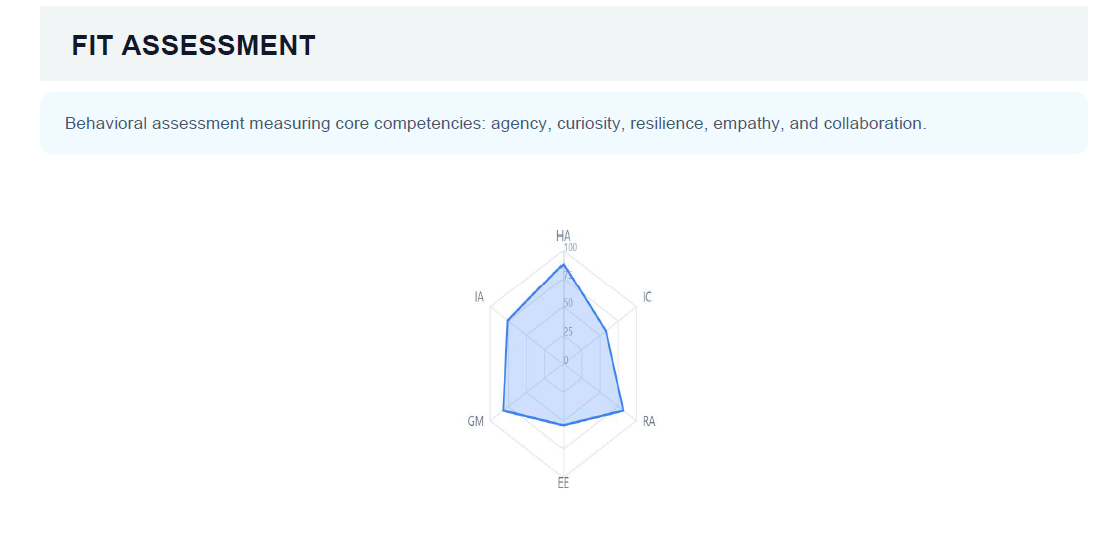 FIT ASSESSMENT
Behavioral assessment measuring core competencies: agency, curiosity, resilience, empathy, and collaboration.
HA
100
75
IA
IC
50
25
0
GM
RA
EE